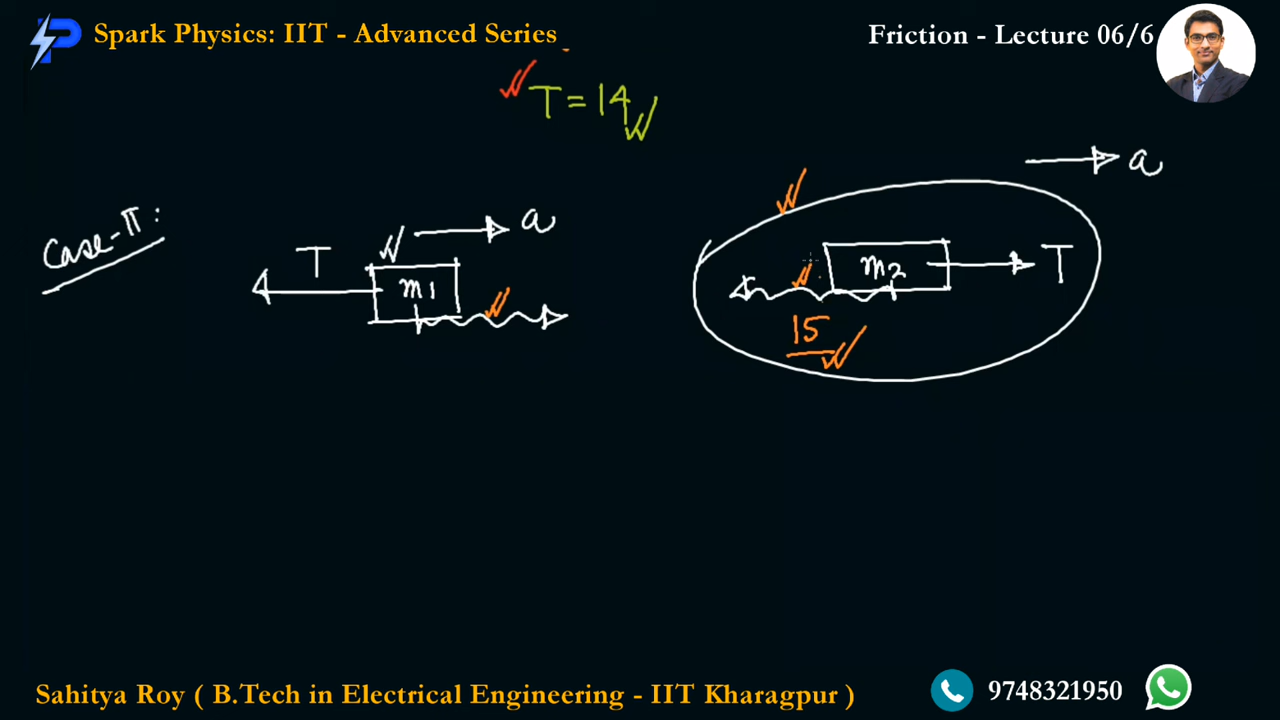 Spark Physics: IIT - Advanced Series
Friction - Lecture 06/6
T = 14
a
Case-II:
a
T
m1
m2
T
15
Sahitya Roy ( B.Tech in Electrical Engineering - IIT Kharagpur )
9748321950